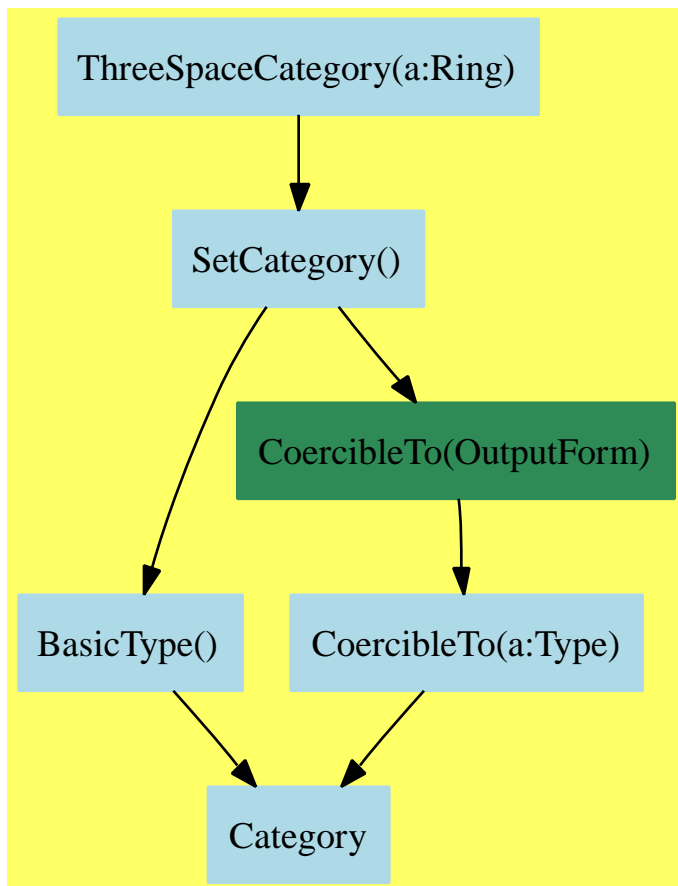 ThreeSpaceCategory(a:Ring)
SetCategory()
CoercibleTo(OutputForm)
BasicType()
CoercibleTo(a:Type)
Category